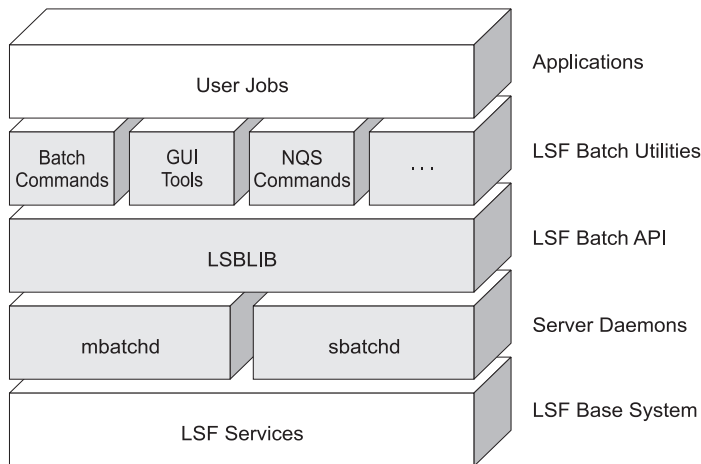 User Jobs
Applications
Batch
Commands
GUI
Tools
NQS
Commands
...
LSF Batch Utilities
LSBLIB
LSF Batch API
mbatchd
sbatchd
Server Daemons
LSF Services
LSF Base System